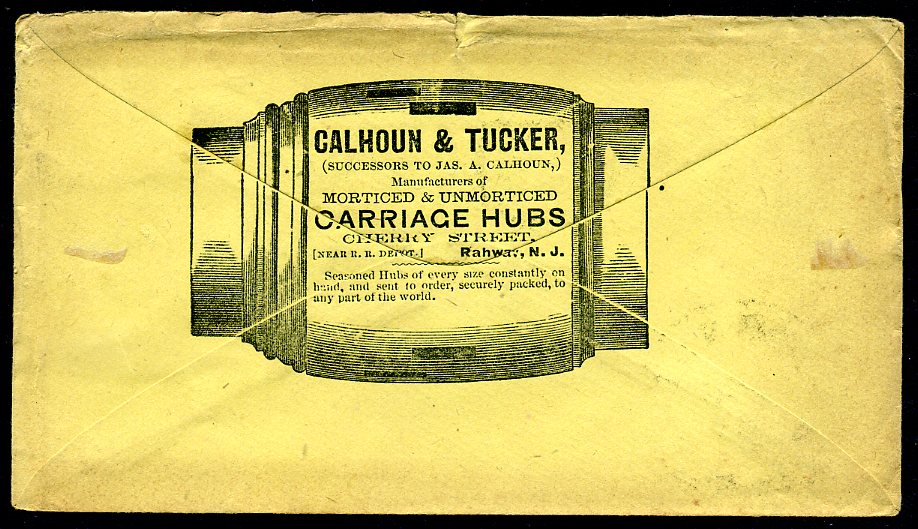 CALHOUN & TUCKER,
(SUCCESSORS TO JAS. A. CALHOUN,)
Manufacturers of
MORTICED & UNMORTICED
CARRIAGE HUBS
CHERRY STREET,
[NEAR R. R. DEPOT.] Rahway, N. J.
Seasoned Hubs of every size constantly on
hand, and sent to order, securely packed, to
any part of the world.